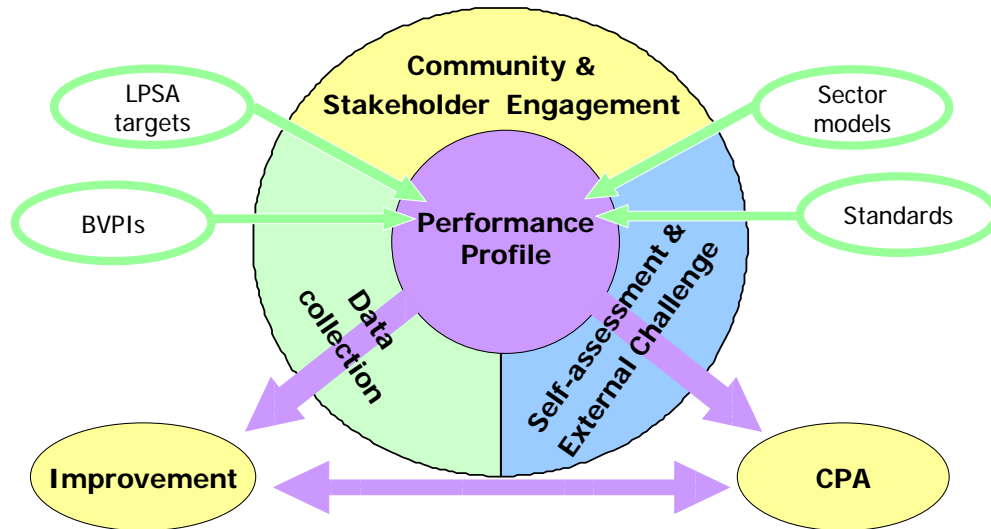 Community &
Stakeholder Engagement
LPSA
targets
Sector
models
BVPIs
Performance
Profile
Standards
Data
collection
Self-assessment &
External Challenge
Improvement
CPA